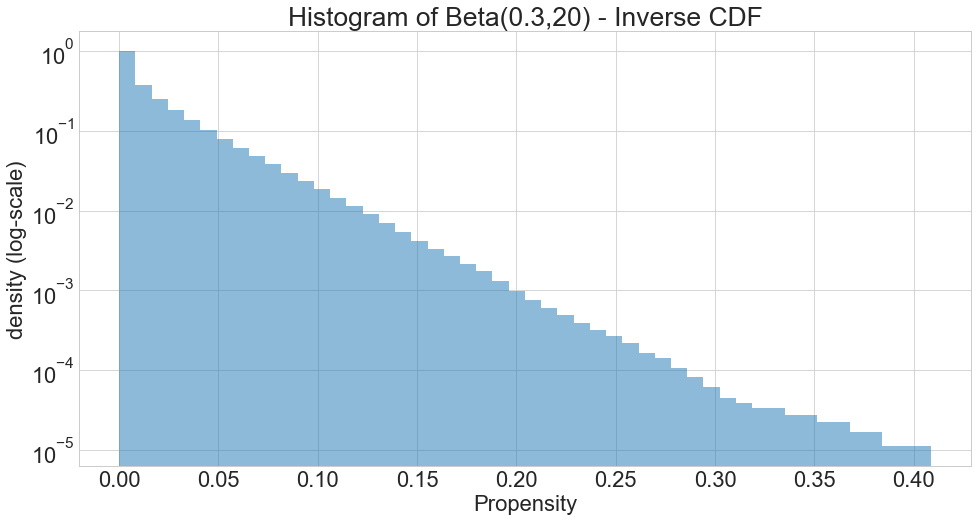 Histogram of Beta(0.3,20) - Inverse CDF
density (log-scale)
10⁰
10⁻¹
10⁻²
10⁻³
10⁻⁴
10⁻⁵
0.00 0.05 0.10 0.15 0.20 0.25 0.30 0.35 0.40
Propensity